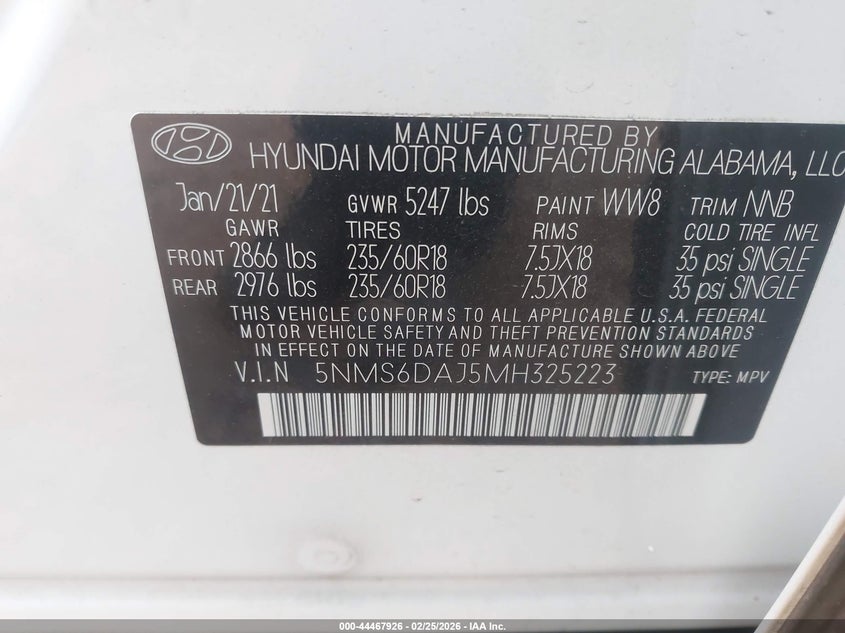 MANUFACTURED BY
HYUNDAI MOTOR MANUFACTURING ALABAMA, LLC
Jan/21/21 GVWR 5247 lbs PAINT WW8 TRIM NNB
GAWR TIRES RIMS COLD TIRE INFL
FRONT 2866 lbs 235/60R18 7.5JX18 35 psi SINGLE
REAR 2976 lbs 235/60R18 7.5JX18 35 psi SINGLE
THIS VEHICLE CONFORMS TO ALL APPLICABLE U.S.A. FEDERAL
MOTOR VEHICLE SAFETY AND THEFT PREVENTION STANDARDS
IN EFFECT ON THE DATE OF MANUFACTURE SHOWN ABOVE
V.I.N 5NMS6DAJ5MH325223 TYPE: MPV
000-44467926 - 02/25/2026 - IAA Inc.